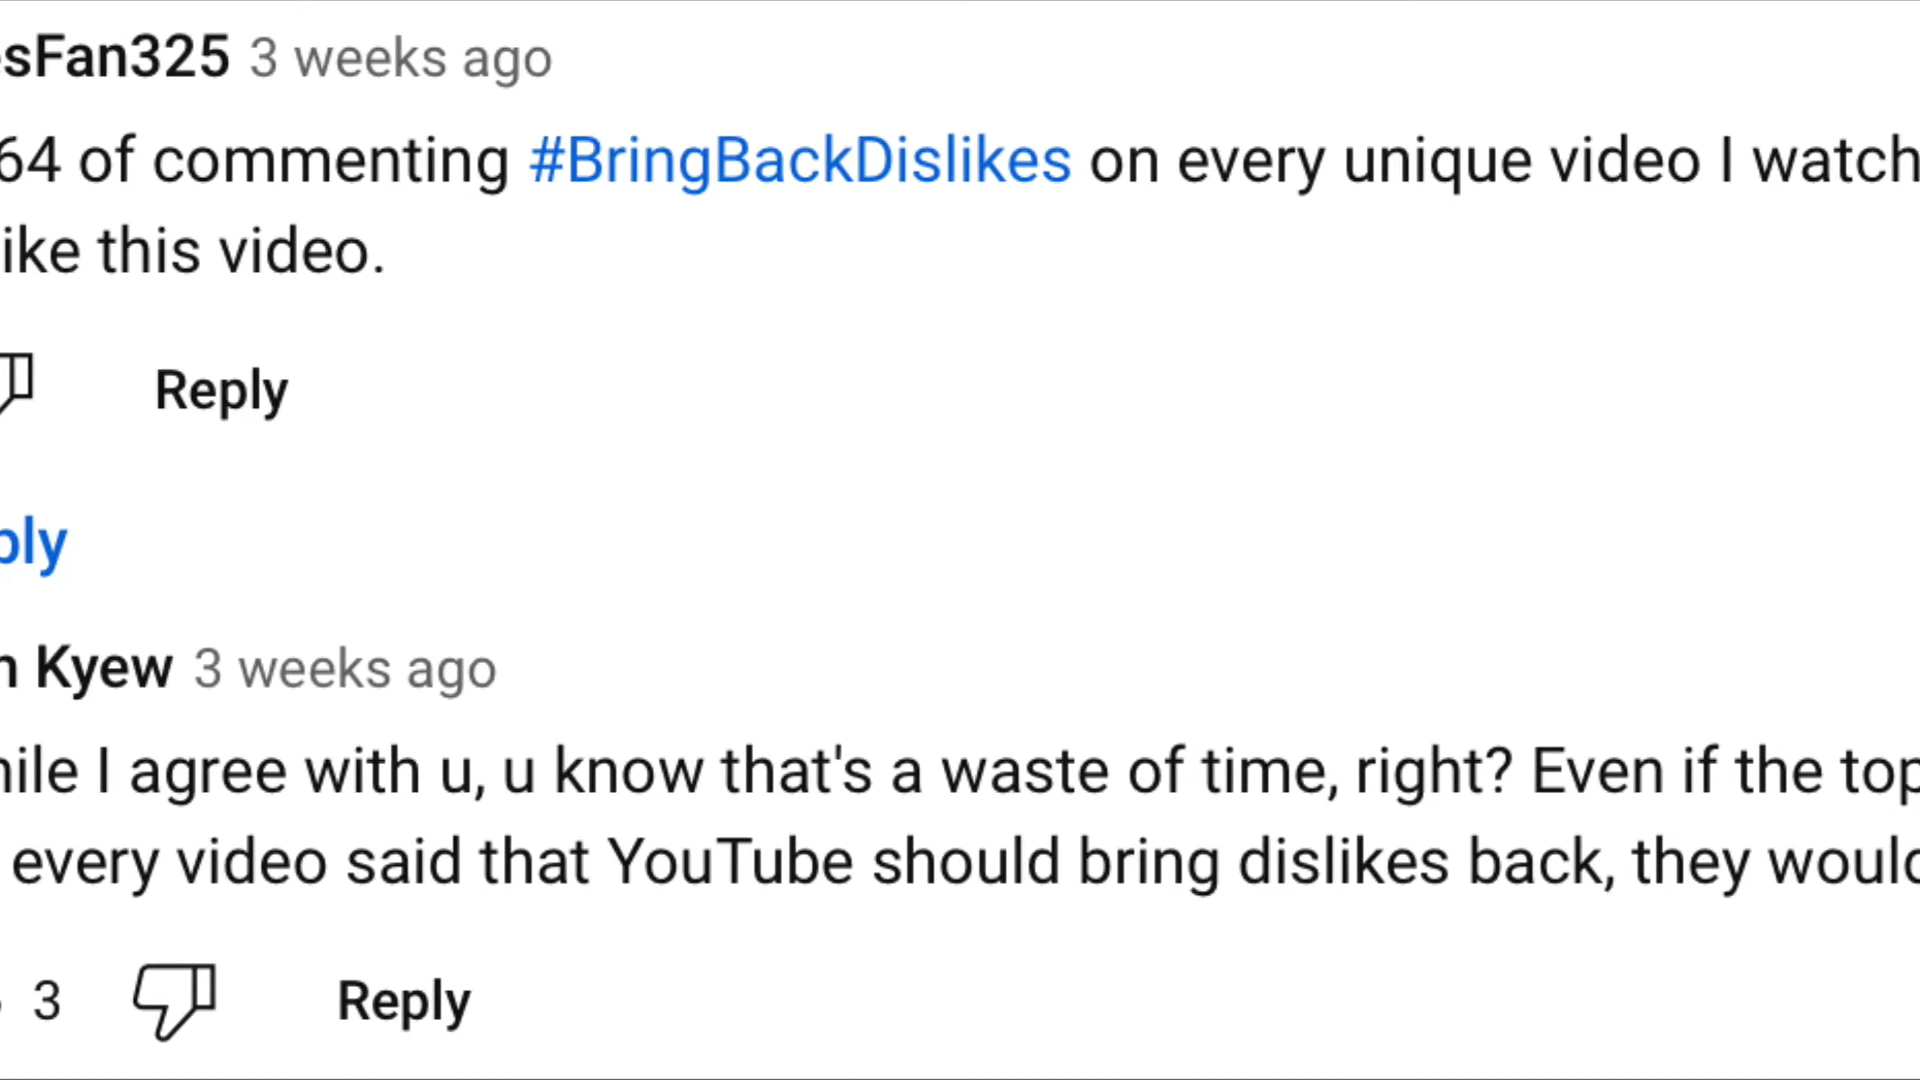 sFan325 3 weeks ago
64 of commenting #BringBackDislikes on every unique video I watch
ike this video.
Reply
ply
n Kyew 3 weeks ago
hile I agree with u, u know that's a waste of time, right? Even if the top
every video said that YouTube should bring dislikes back, they would
3
Reply